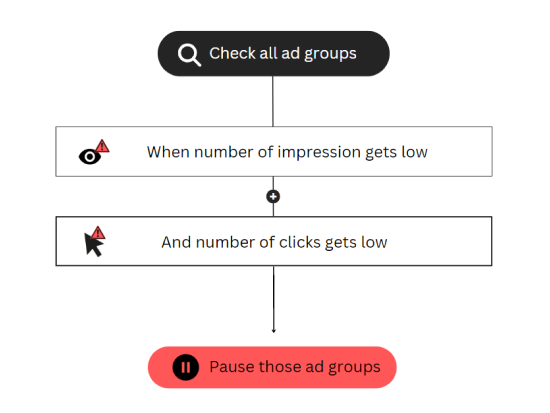 Check all ad groups
When number of impression gets low
And number of clicks gets low
Pause those ad groups